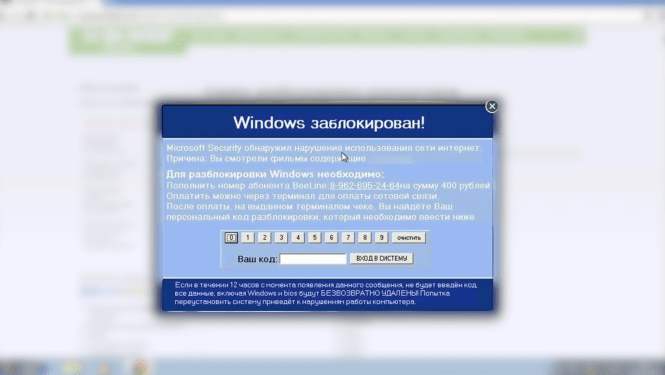 Windows заблокирован!
Microsoft Security обнаружил нарушения использования сети интернет.
Причина: Вы смотрели фильмы содержащие
Для разблокировки Windows необходимо:
Пополнить номер абонента BeeLine 8-962-695-24-64 на сумму 400 рублей
Оплатить можно через терминал для оплаты сотовой связи.
После оплаты, на выданном терминалом чеке, Вы найдёте Ваш
персональный код разблокировки, который необходимо ввести ниже.
0 1 2 3 4 5 6 7 8 9 очистить
Ваш код: ВХОД В СИСТЕМУ
Если в течении 12 часов с момента появления данного сообщения, не будет введён код,
все данные, включая Windows и bios будут БЕЗВОЗВРАТНО УДАЛЕНЫ! Попытка
переустановить систему приведёт к нарушениям работы компьютера.